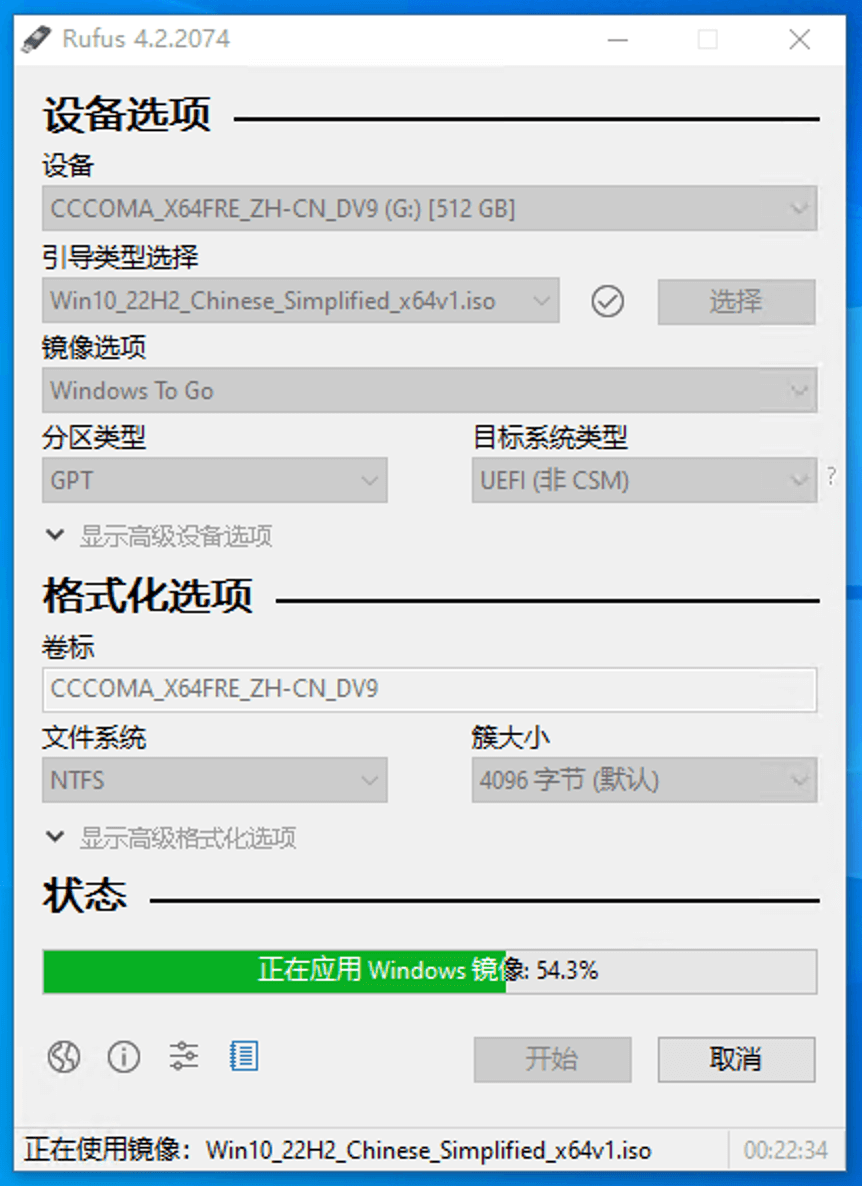 Rufus 4.2.2074
设备选项
设备
CCCOMA_X64FRE_ZH-CN_DV9 (G:) [512 GB]
引导类型选择
Win10_22H2_Chinese_Simplified_x64v1.iso
选择
镜像选项
Windows To Go
分区类型
目标系统类型
GPT
UEFI (非 CSM)
?
显示高级设备选项
格式化选项
卷标
CCCOMA_X64FRE_ZH-CN_DV9
文件系统
簇大小
NTFS
4096 字节 (默认)
显示高级格式化选项
状态
正在应用 Windows 镜像: 54.3%
开始
取消
正在使用镜像：Win10_22H2_Chinese_Simplified_x64v1.iso
00:22:34